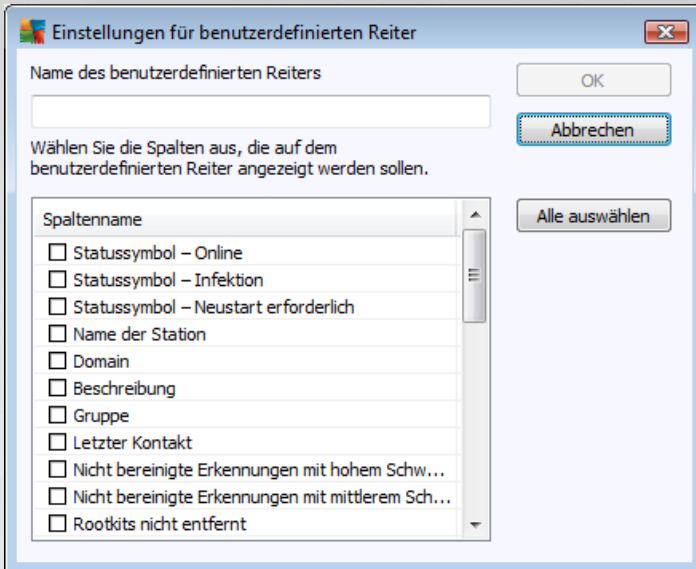 Einstellungen für benutzerdefinierten Reiter
Name des benutzerdefinierten Reiters
OK
Abbrechen
Wählen Sie die Spalten aus, die auf dem
benutzerdefinierten Reiter angezeigt werden sollen.
Alle auswählen
Spaltenname
Statussymbol – Online
Statussymbol – Infektion
Statussymbol – Neustart erforderlich
Name der Station
Domain
Beschreibung
Gruppe
Letzter Kontakt
Nicht bereinigte Erkennungen mit hohem Schw...
Nicht bereinigte Erkennungen mit mittlerem Sch...
Rootkits nicht entfernt